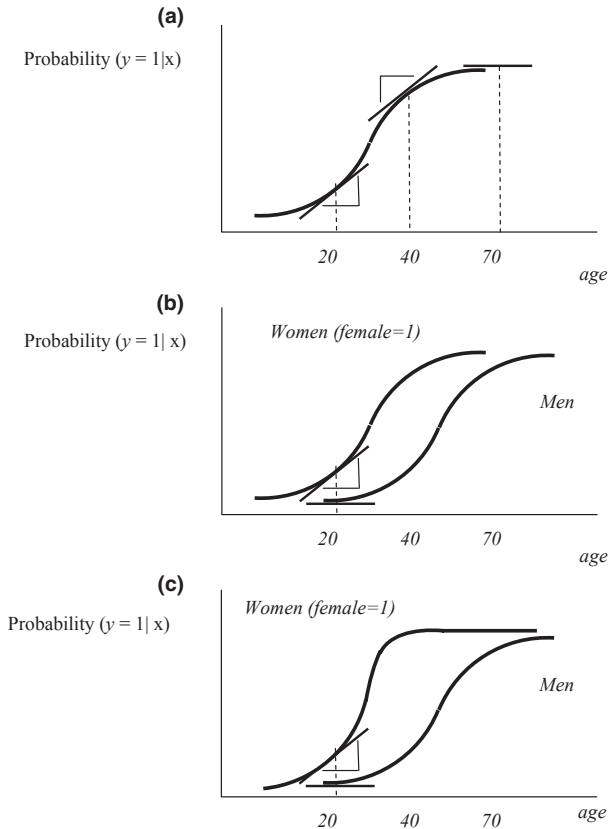 (a)
Probability (y = 1|x)
20 40 70
age
(b)
Probability (y = 1| x)
Women (female=1)
Men
20 40 70
age
(c)
Women (female=1)
Probability (y = 1| x)
Men
20 40 70
age